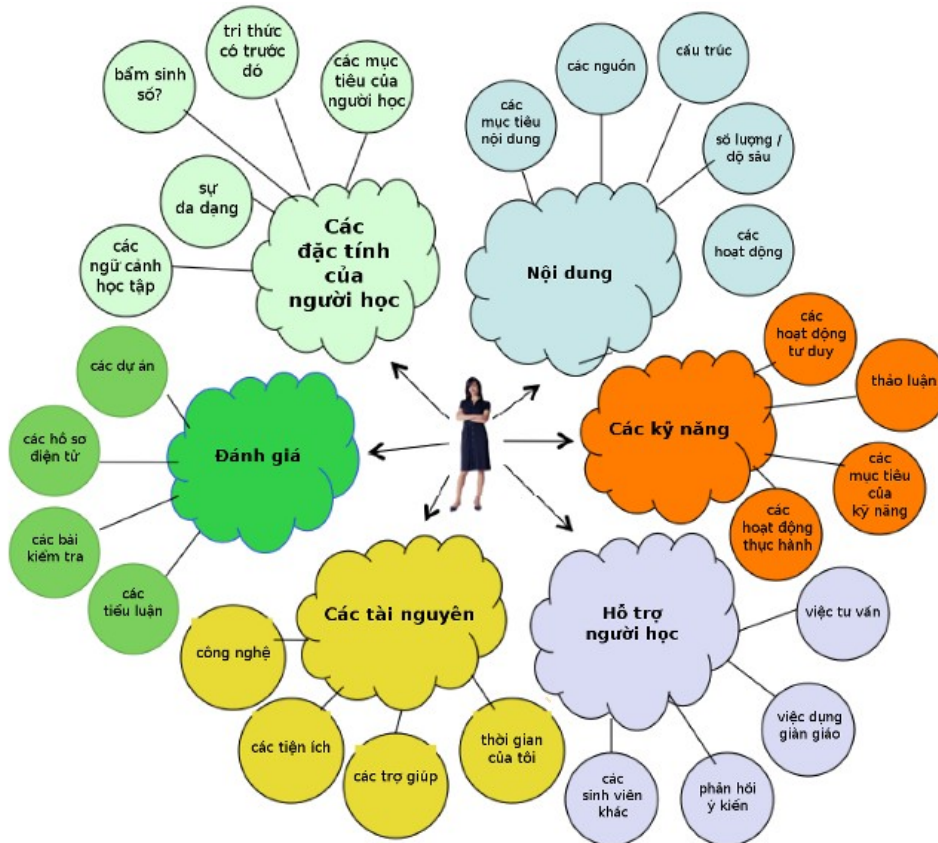 tri thức
có trước
đó
bẩm sinh
số?
các mục
tiêu của
người học
sự
đa dạng
các
ngữ cảnh
học tập
Các
đặc tính
của
người học
các nguồn
cấu trúc
các
mục tiêu
nội dung
số lượng /
độ sâu
các
hoạt động
Nội dung
các
hoạt động
tư duy
thảo luận
các
mục tiêu
của
kỹ năng
các
hoạt động
thực hành
Các kỹ năng
các dự án
các hồ sơ
điện tử
các bài
kiểm tra
các
tiểu luận
Đánh giá
Các tài nguyên
công nghệ
các tiện ích
các trợ giúp
thời gian
của tôi
Hỗ trợ
người học
việc tư vấn
việc dựng
giàn giáo
phản hồi
ý kiến
các
sinh viên
khác